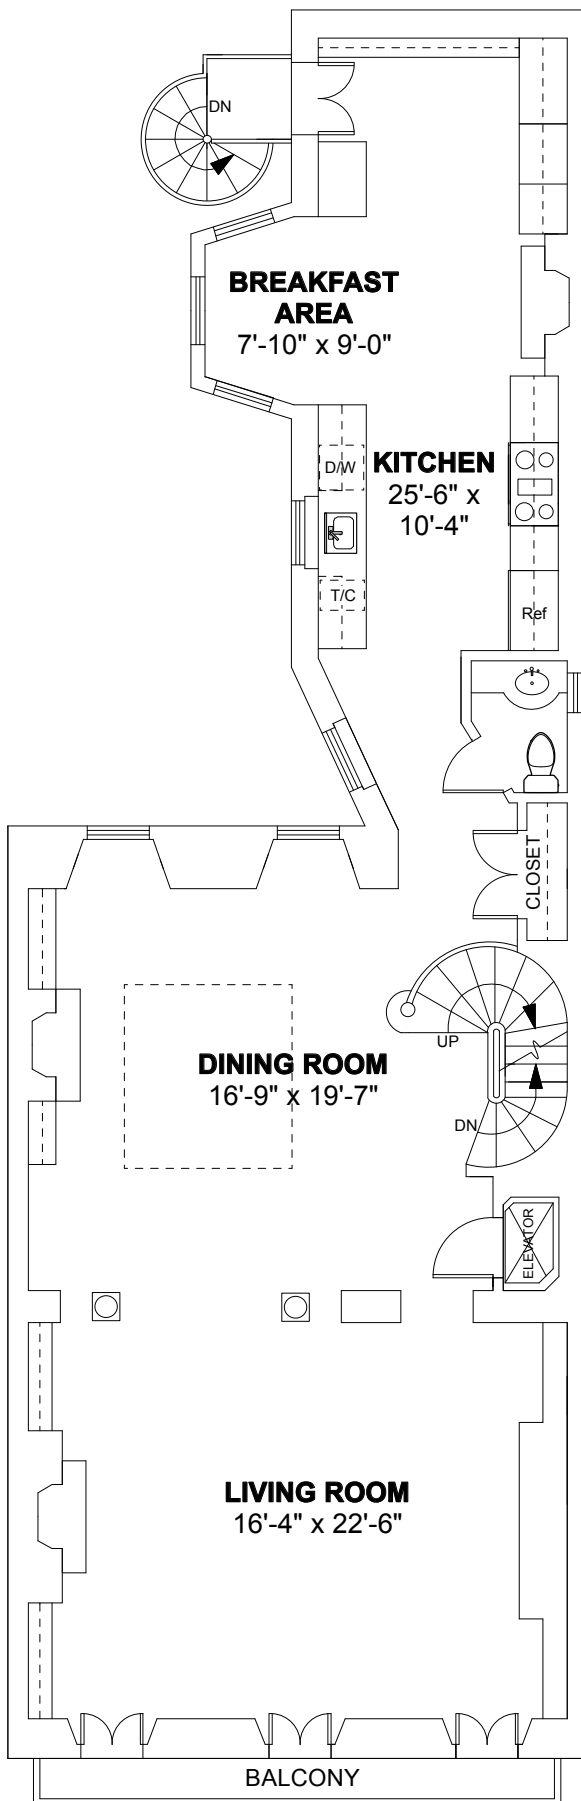 DN
BREAKFAST
AREA
7'-10" x 9'-0"
D/W
KITCHEN
25'-6" x
10'-4"
T/C
Ref
CLOSET
UP
DINING ROOM
16'-9" x 19'-7"
DN
ELEVATOR
LIVING ROOM
16'-4" x 22'-6"
BALCONY